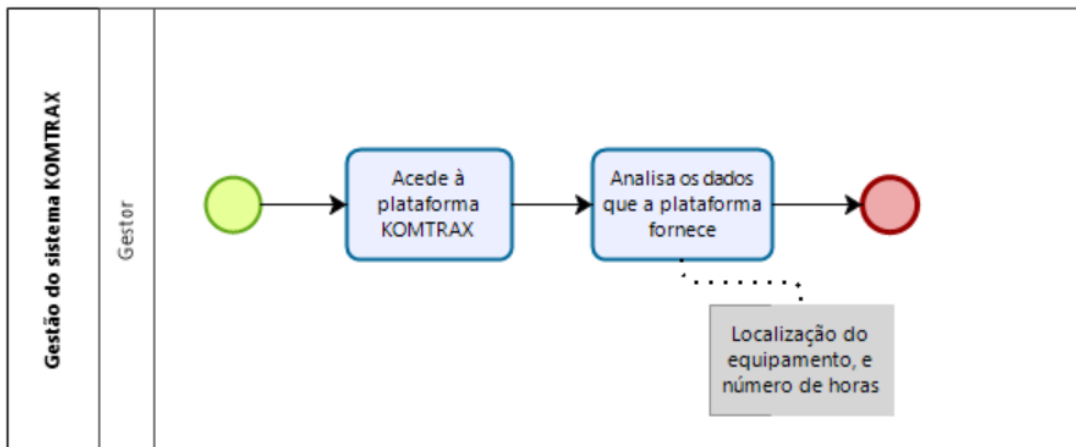 Gestão do sistema KOMTRAX
Gestor
Acede à
plataforma
KOMTRAX
Analisa os dados
que a plataforma
fornece
Localização do
equipamento, e
número de horas